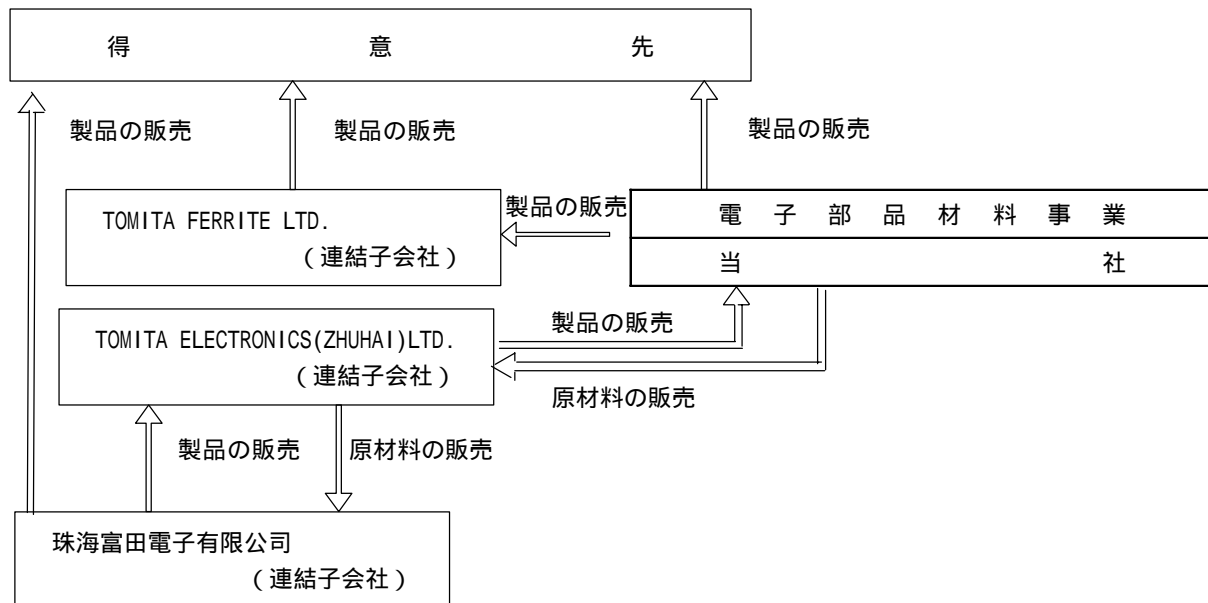 得意先
製品の販売
製品の販売
製品の販売
TOMITA FERRITE LTD.
(連結子会社)
製品の販売
電子部品材料事業
当社
TOMITA ELECTRONICS(ZHUHAI)LTD.
(連結子会社)
製品の販売
原材料の販売
製品の販売
原材料の販売
珠海富田電子有限公司
(連結子会社)